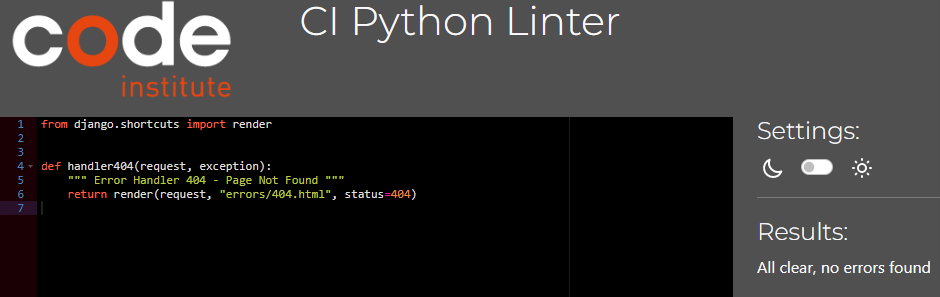 code
institute
CI Python Linter
1 from django.shortcuts import render
2
3
4 def handler404(request, exception):
5 """ Error Handler 404 - Page Not Found """
6 return render(request, "errors/404.html", status=404)
7
Settings:
Results:
All clear, no errors found